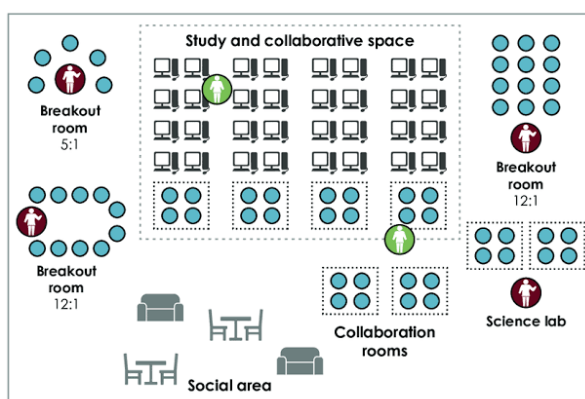 Study and collaborative space
Breakout
room
5:1
Breakout
room
12:1
Breakout
room
12:1
Science lab
Collaboration
rooms
Social area